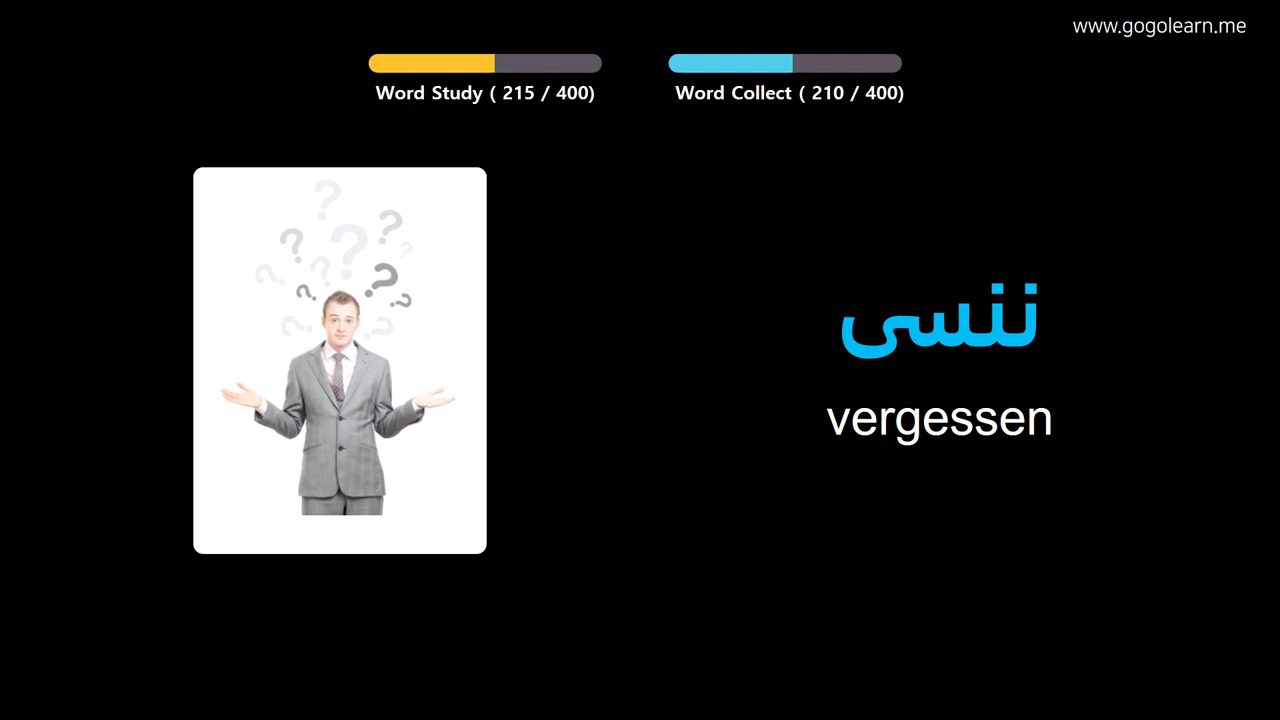 www.gogolearn.me
Word Study ( 215 / 400)
Word Collect ( 210 / 400)
ننسى
vergessen